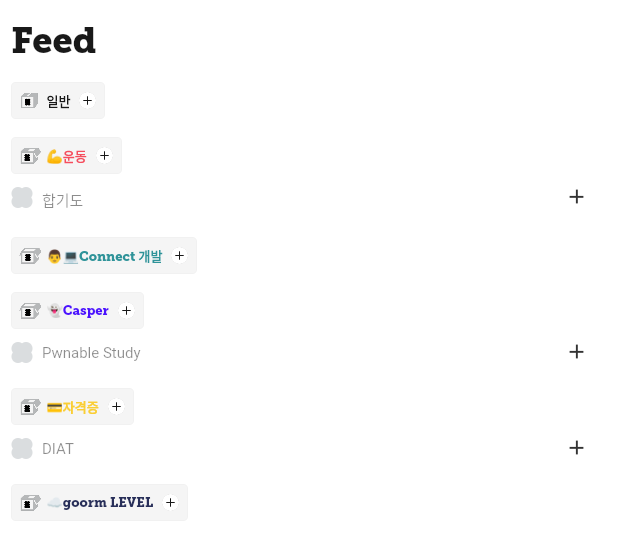 Feed
일반 +
💪운동 +
합기도 +
👨💻Connect 개발 +
👻Casper +
Pwnable Study +
💳자격증 +
DIAT +
☁️goorm LEVEL +